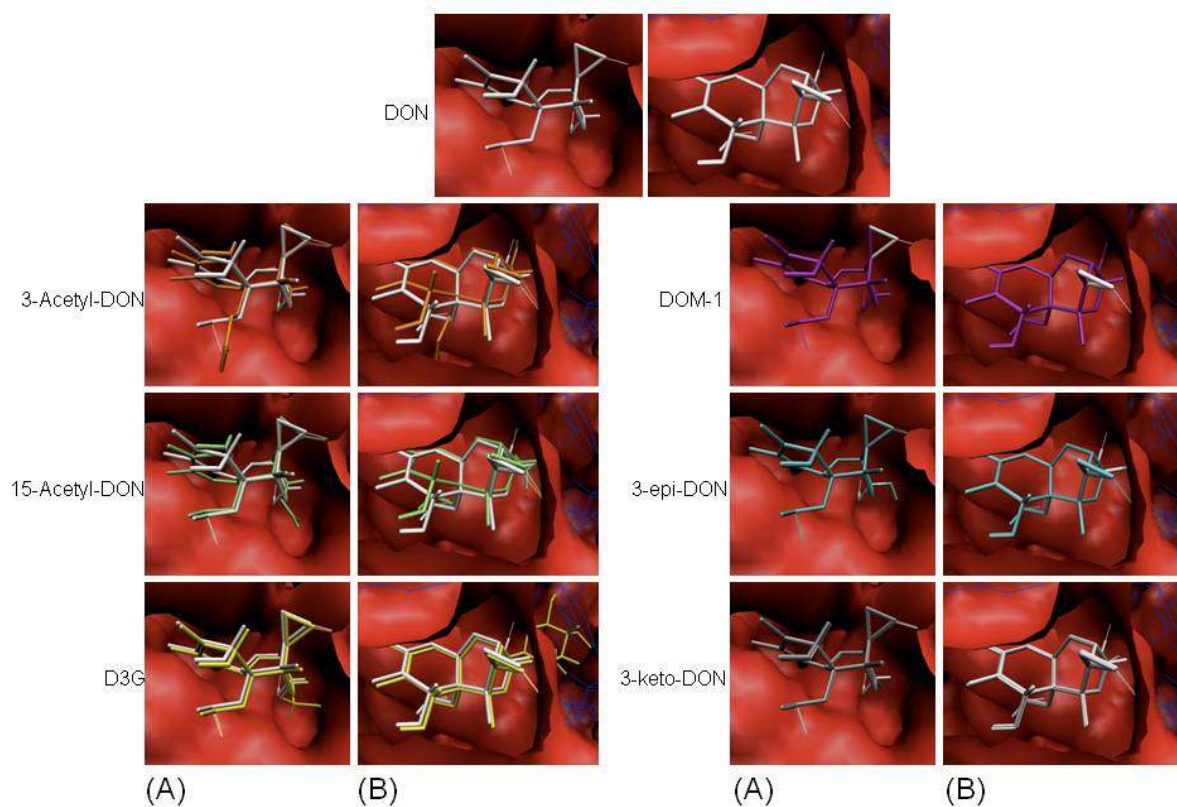 DON
3-Acetyl-DON
DOM-1
15-Acetyl-DON
3-epi-DON
D3G
3-keto-DON
(A) (B) (A) (B)